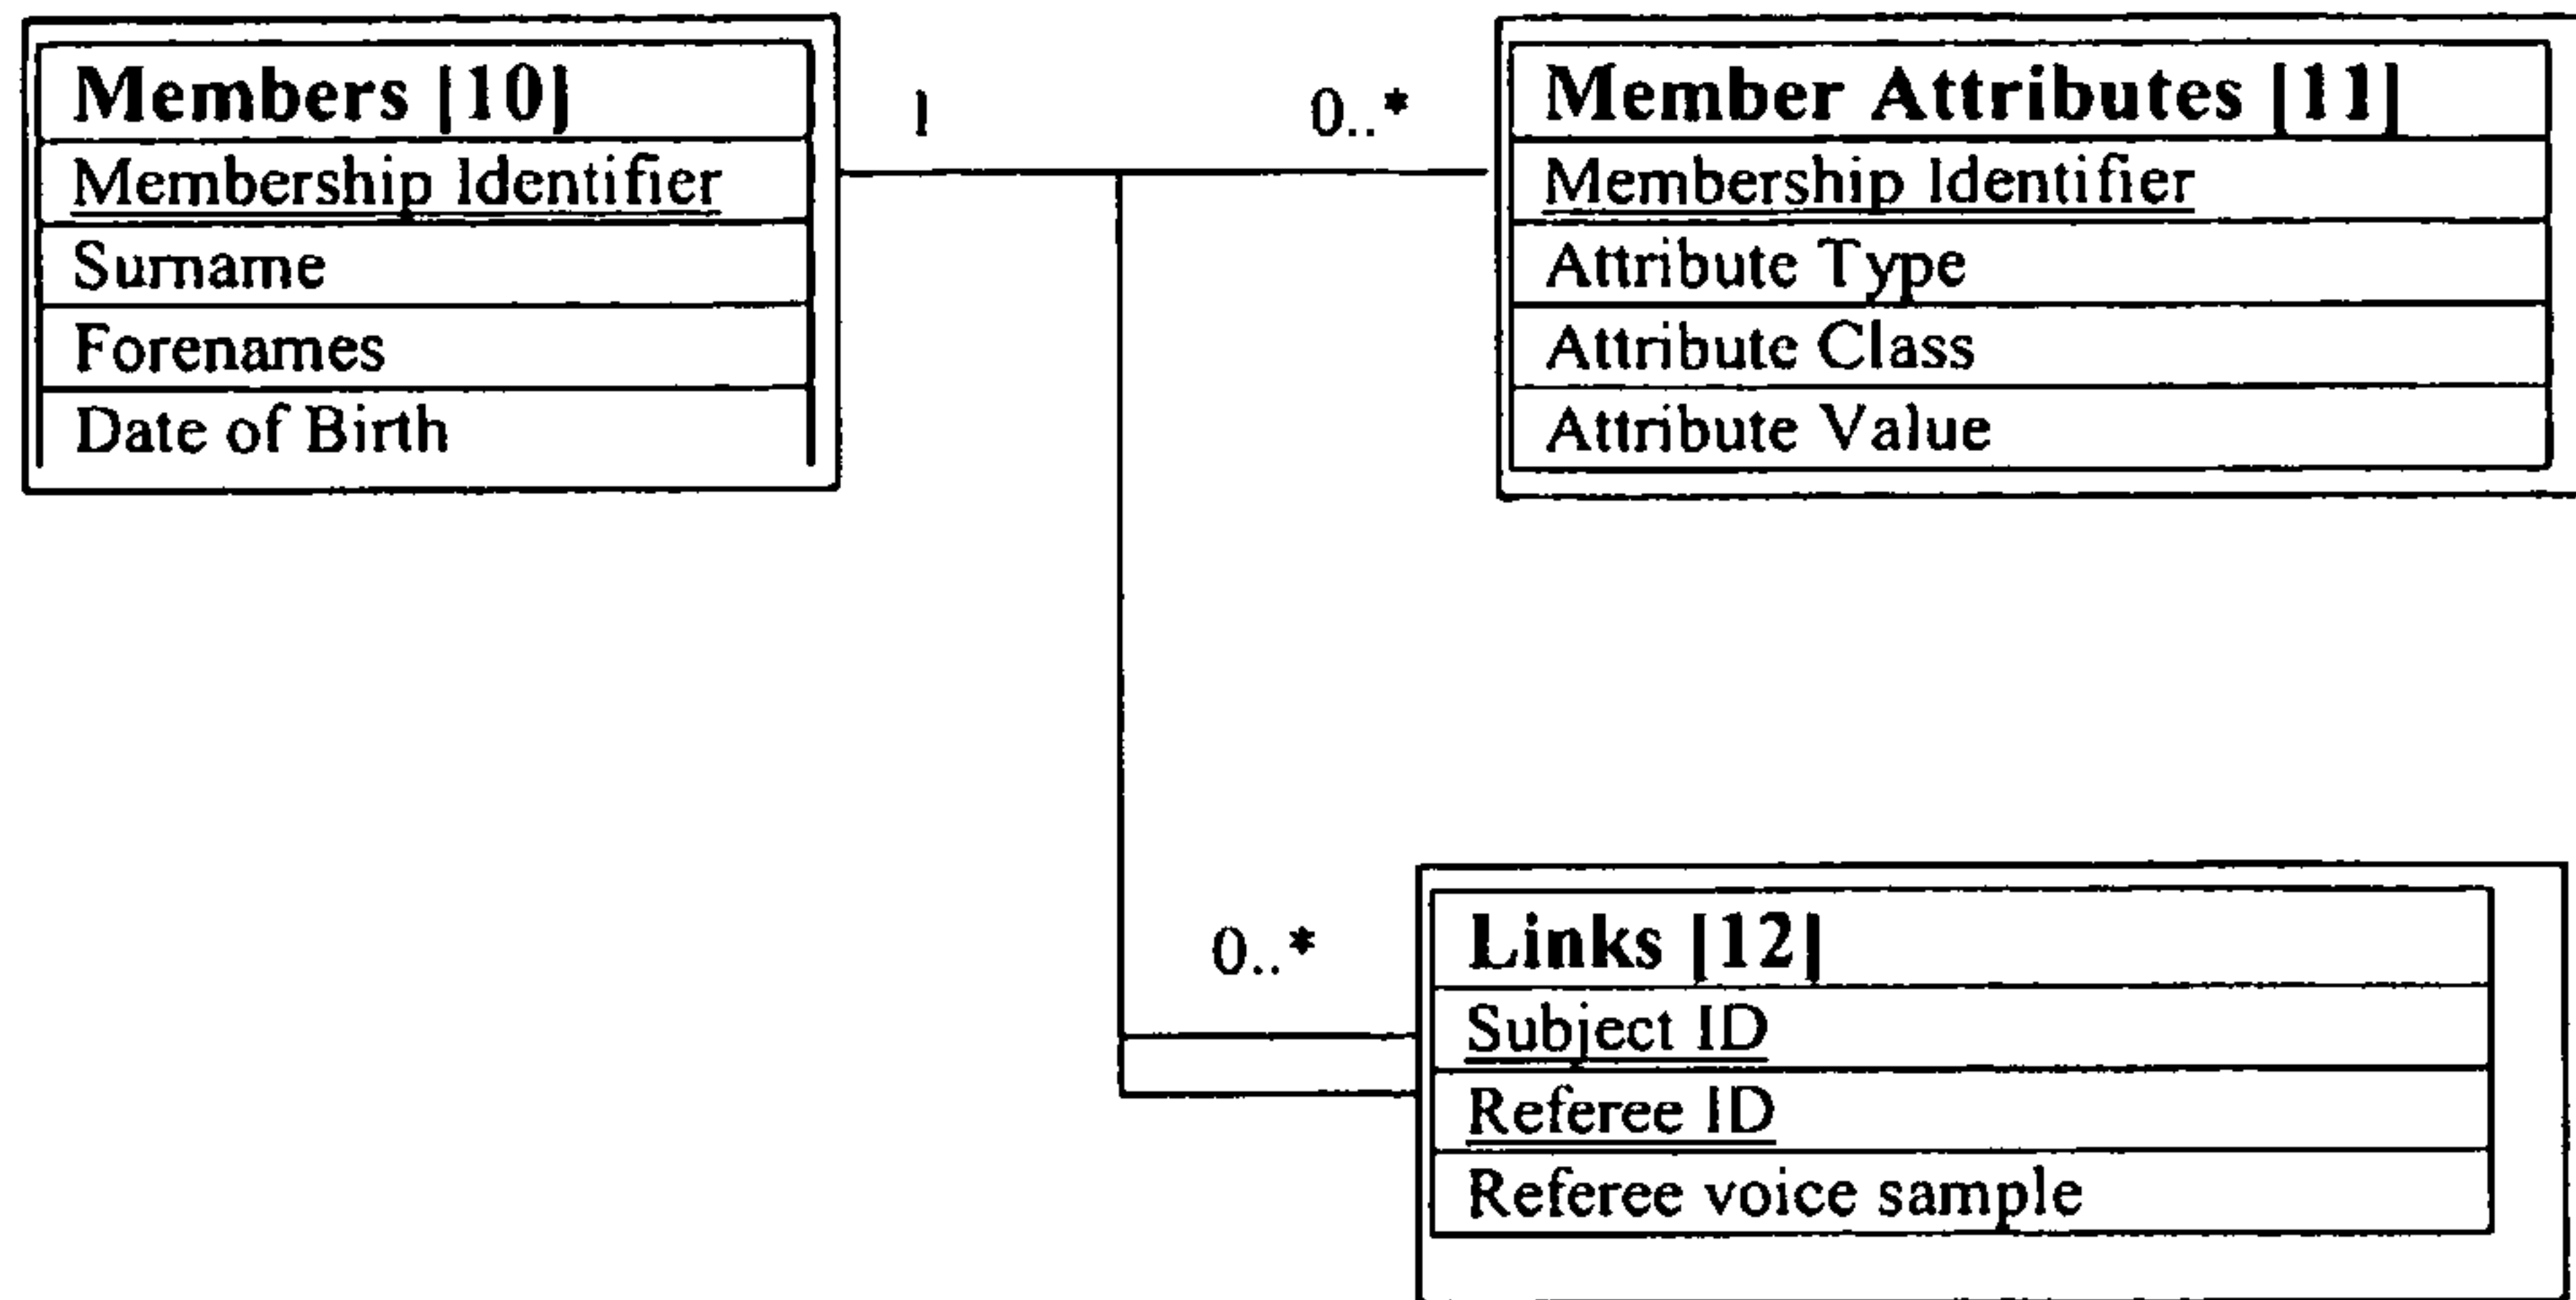 Members [10]
Membership Identifier
Surname
Forenames
Date of Birth
1
0..*
Member Attributes [11]
Membership Identifier
Attribute Type
Attribute Class
Attribute Value
0..*
Links [12]
Subject ID
Referee ID
Referee voice sample